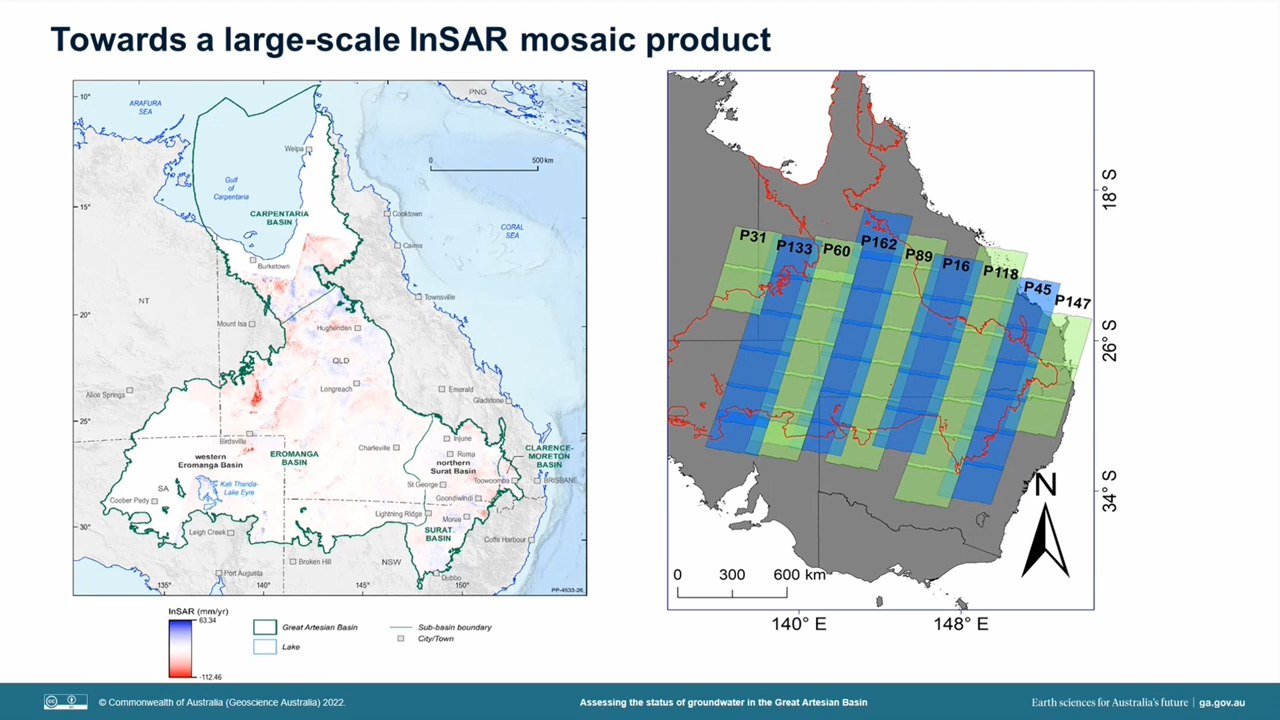 Towards a large-scale InSAR mosaic product
10°
15°
20°
25°
30°
135°
140°
145°
150°
ARAFURA
SEA
PNG
Weipa
0
500 km
Gulf
of
Carpentaria
CARPENTARIA
BASIN
Cooktown
CORAL
SEA
Cairns
Burketown
NT
Townsville
Mount Isa
Hughenden
QLD
Longreach
Emerald
Alice Springs
Gladstone
Birdsville
Charleville
Injune
Roma
western
Eromanga Basin
EROMANGA
BASIN
northern
Surat Basin
CLARENCE-
MORETON
BASIN
SA
Kati Thanda-
Lake Eyre
St George
Toowoomba
BRISBANE
Coober Pedy
Goondiwindi
Lightning Ridge
Moree
Leigh Creek
SURAT
BASIN
Coffs Harbour
Broken Hill
NSW
Port Augusta
Dubbo
PP-4533-26
InSAR (mm/yr)
63.34
-112.46
Great Artesian Basin
Lake
Sub-basin boundary
City/Town
P31
P133
P60
P162
P89
P16
P118
P45
P147
18°S
26°S
34°S
N
0 300 600 km
140° E
148° E
© Commonwealth of Australia (Geoscience Australia) 2022.
Assessing the status of groundwater in the Great Artesian Basin
Earth sciences for Australia's future | ga.gov.au